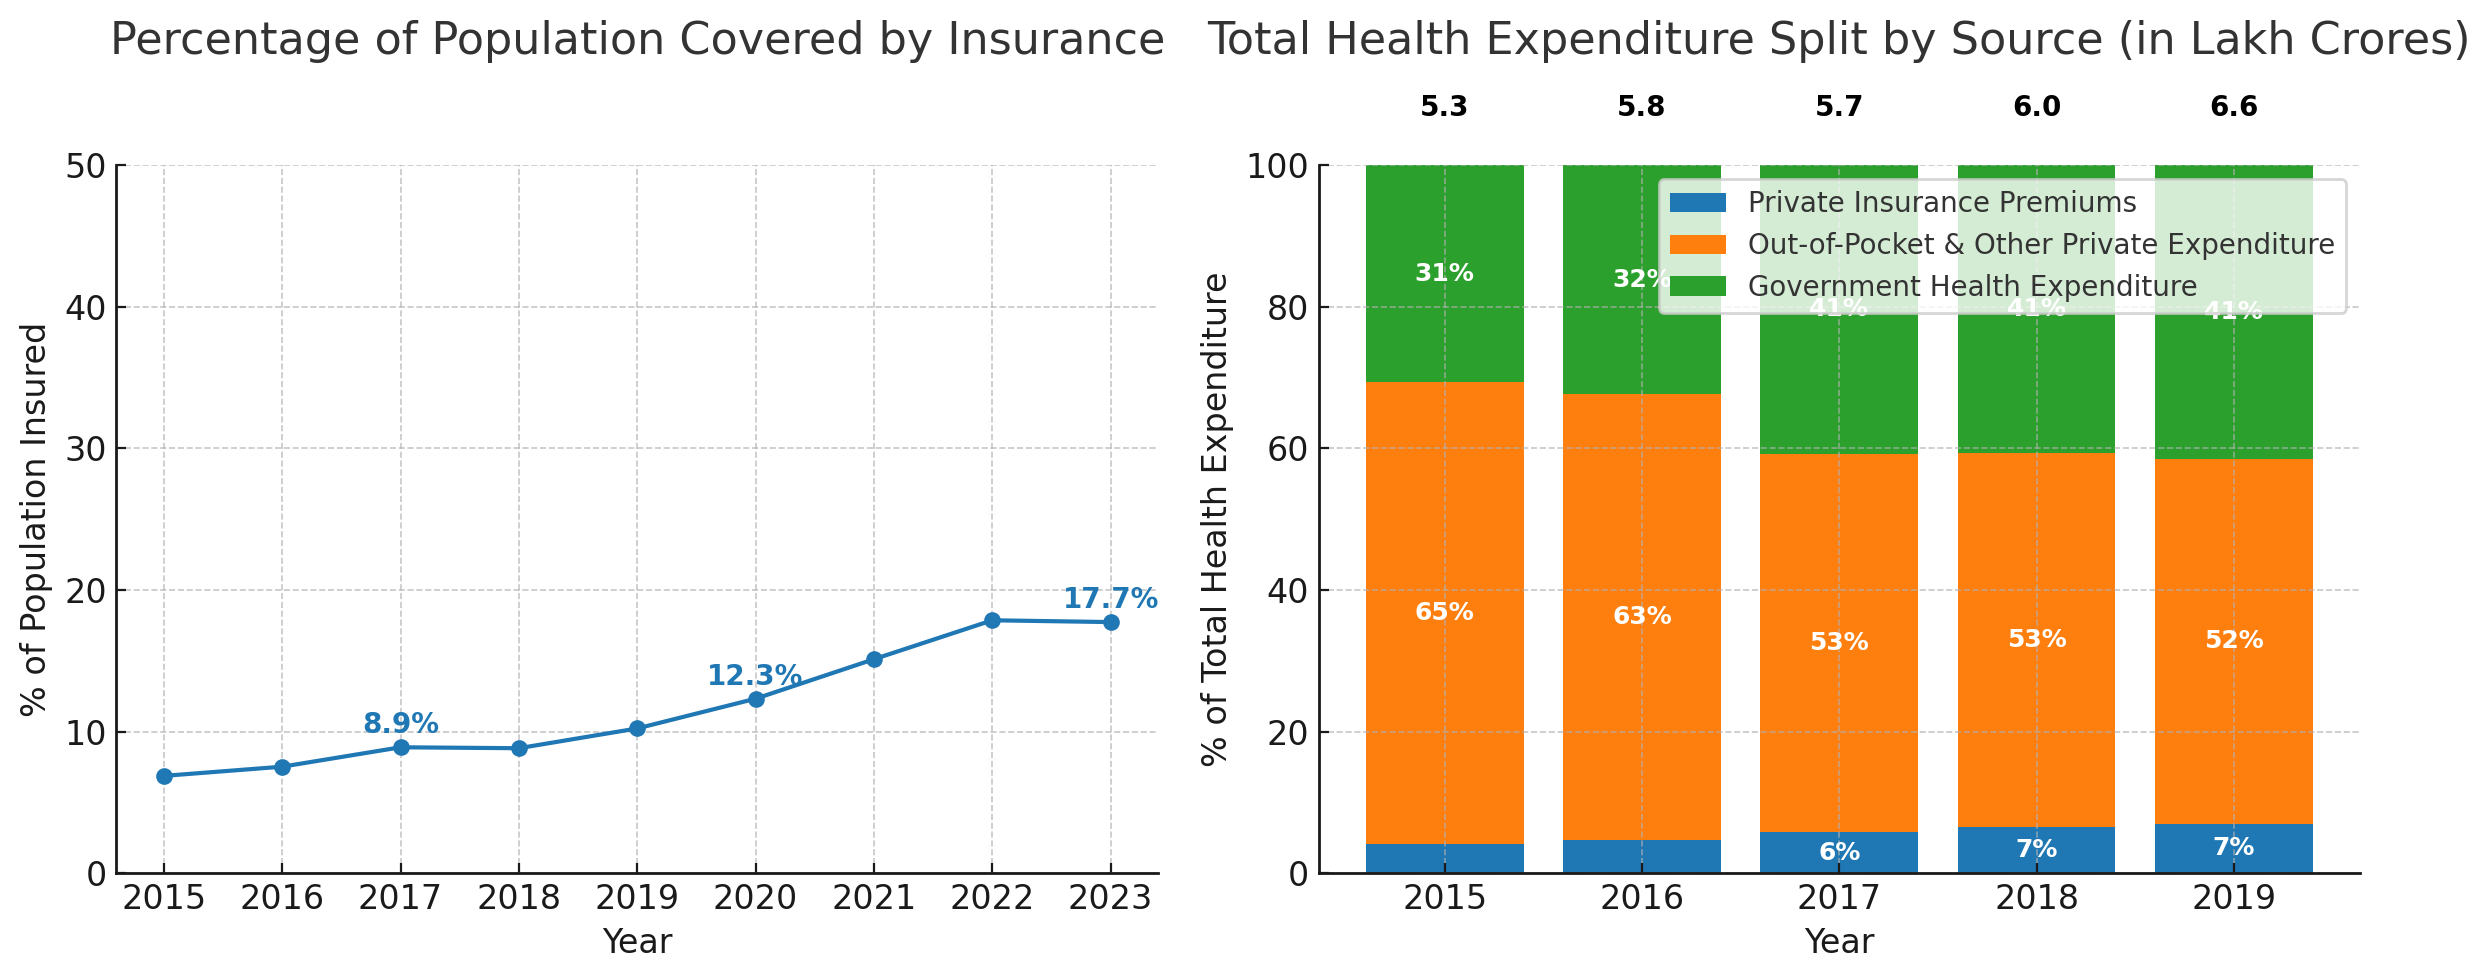 Percentage of Population Covered by Insurance
50
40
30
20
10
0
% of Population Insured
8.9%
12.3%
17.7%
2015 2016 2017 2018 2019 2020 2021 2022 2023
Year
Total Health Expenditure Split by Source (in Lakh Crores)
5.3 5.8 5.7 6.0 6.6
100
80
60
40
20
0
% of Total Health Expenditure
Private Insurance Premiums
Out-of-Pocket & Other Private Expenditure
Government Health Expenditure
31% 32% 41% 41% 41%
65% 63% 53% 53% 52%
6% 7% 7%
2015 2016 2017 2018 2019
Year